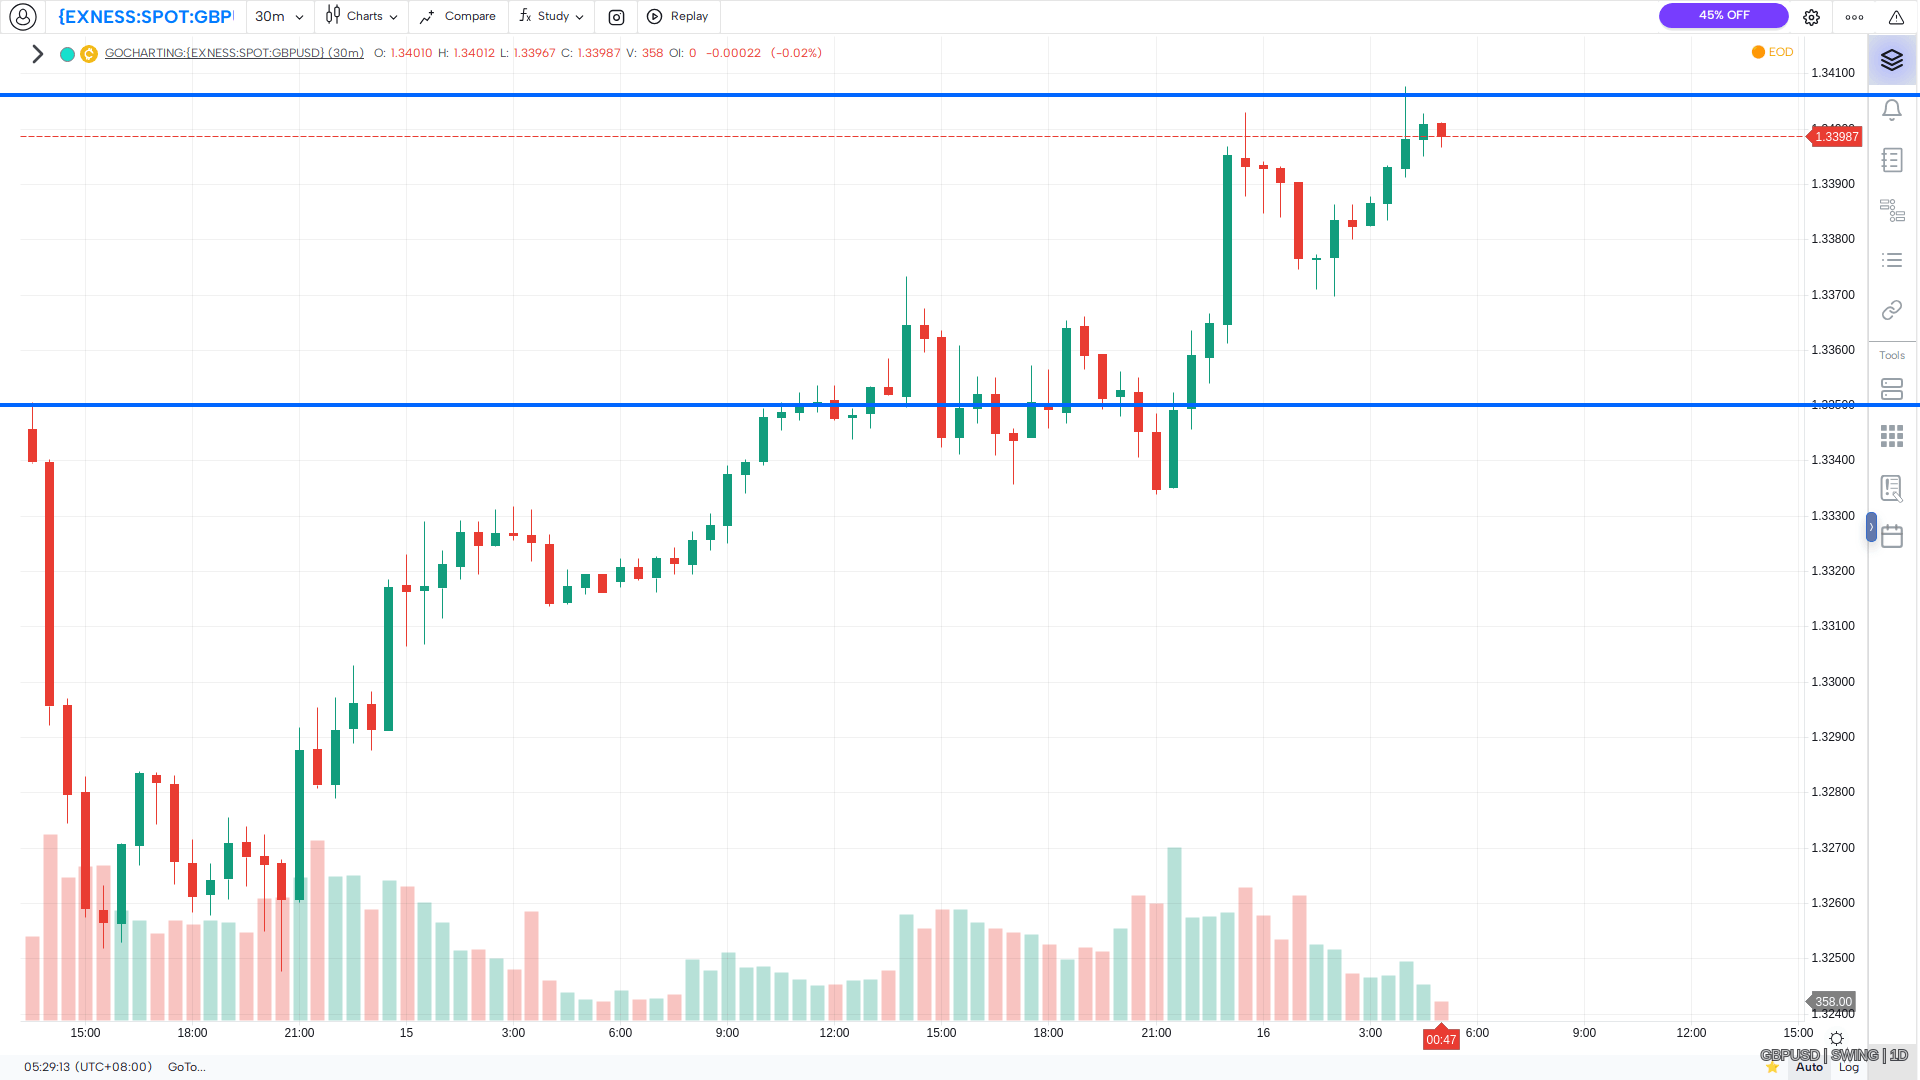 {EXNESS:SPOT:GBP
30m
Charts
Compare
Study
Replay
45% OFF
GOCHARTING:{EXNESS:SPOT:GBPUSD} (30m) O: 1.34010 H: 1.34012 L: 1.33967 C: 1.33987 V: 358 OI: 0 -0.00022 (-0.02%)
EOD
1.34100
1.33987
1.33900
1.33800
1.33700
1.33600
Tools
1.33400
1.33300
1.33200
1.33100
1.33000
1.32900
1.32800
1.32700
1.32600
1.32500
358.00
1.32400
15:00 18:00 21:00 15 3:00 6:00 9:00 12:00 15:00 18:00 21:00 16 3:00 6:00 9:00 12:00 15:00
00:47
GBPUSD | SWING | 1D
05:29:13 (UTC+08:00) GoTo... Auto Log